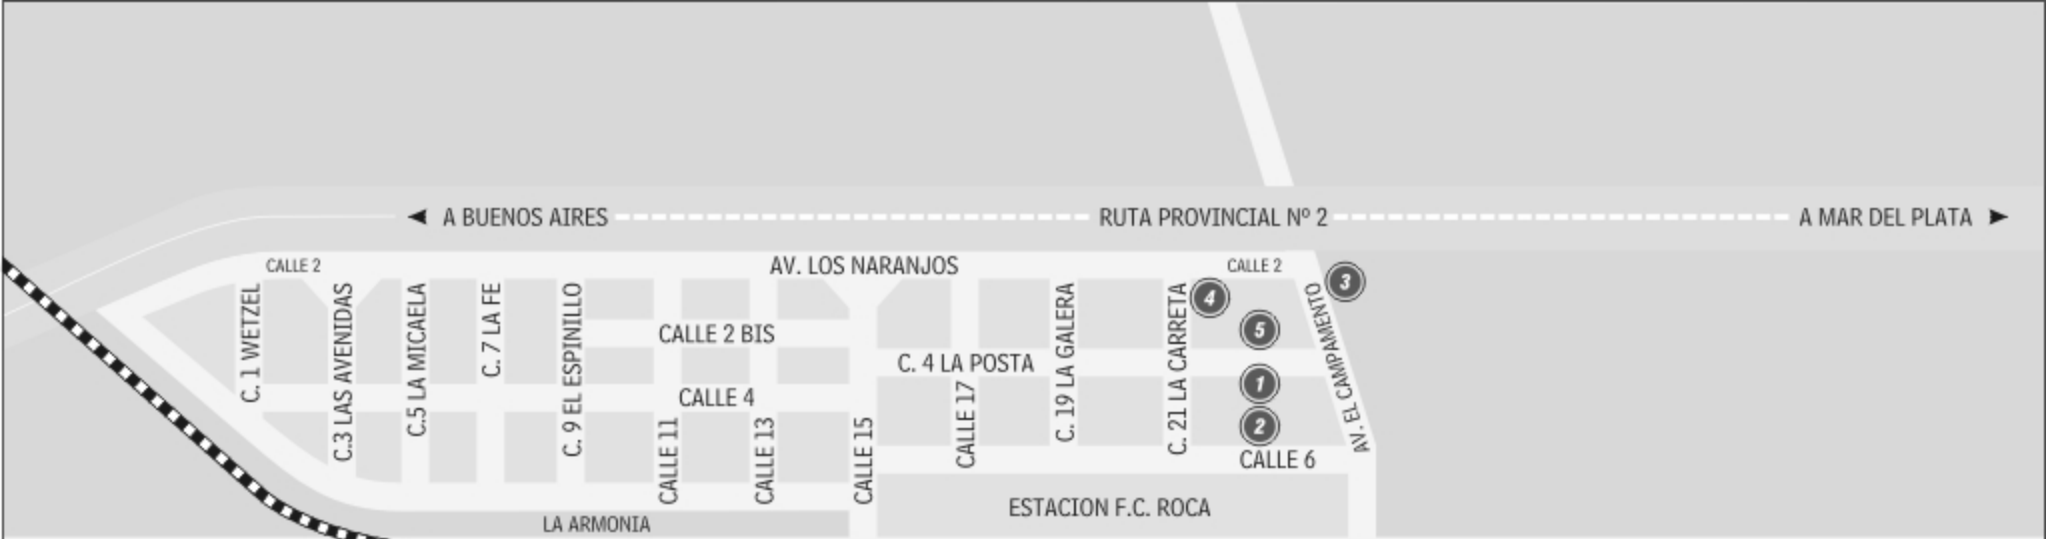 A BUENOS AIRES
RUTA PROVINCIAL Nº 2
A MAR DEL PLATA
CALLE 2
AV. LOS NARANJOS
CALLE 2
3
4
5
1
2
C. 1 WETZEL
C.3 LAS AVENIDAS
C.5 LA MICAELA
C. 7 LA FE
C. 9 EL ESPINILLO
CALLE 2 BIS
CALLE 4
CALLE 11
CALLE 13
CALLE 15
C. 4 LA POSTA
CALLE 17
C. 19 LA GALERA
C. 21 LA CARRETA
AV. EL CAMPAMENTO
CALLE 6
ESTACION F.C. ROCA
LA ARMONIA